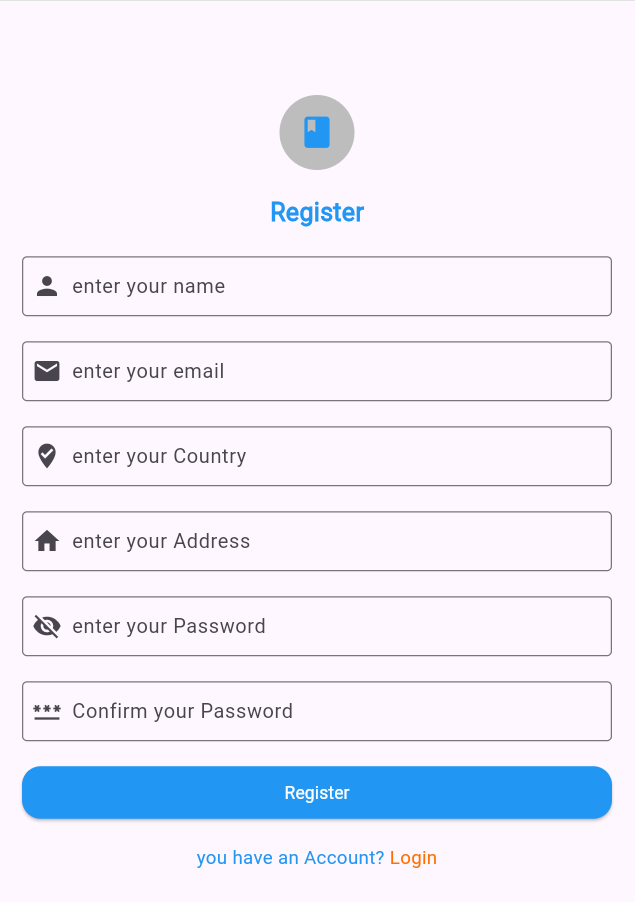 Register
enter your name
enter your email
enter your Country
enter your Address
enter your Password
Confirm your Password
Register
you have an Account? Login